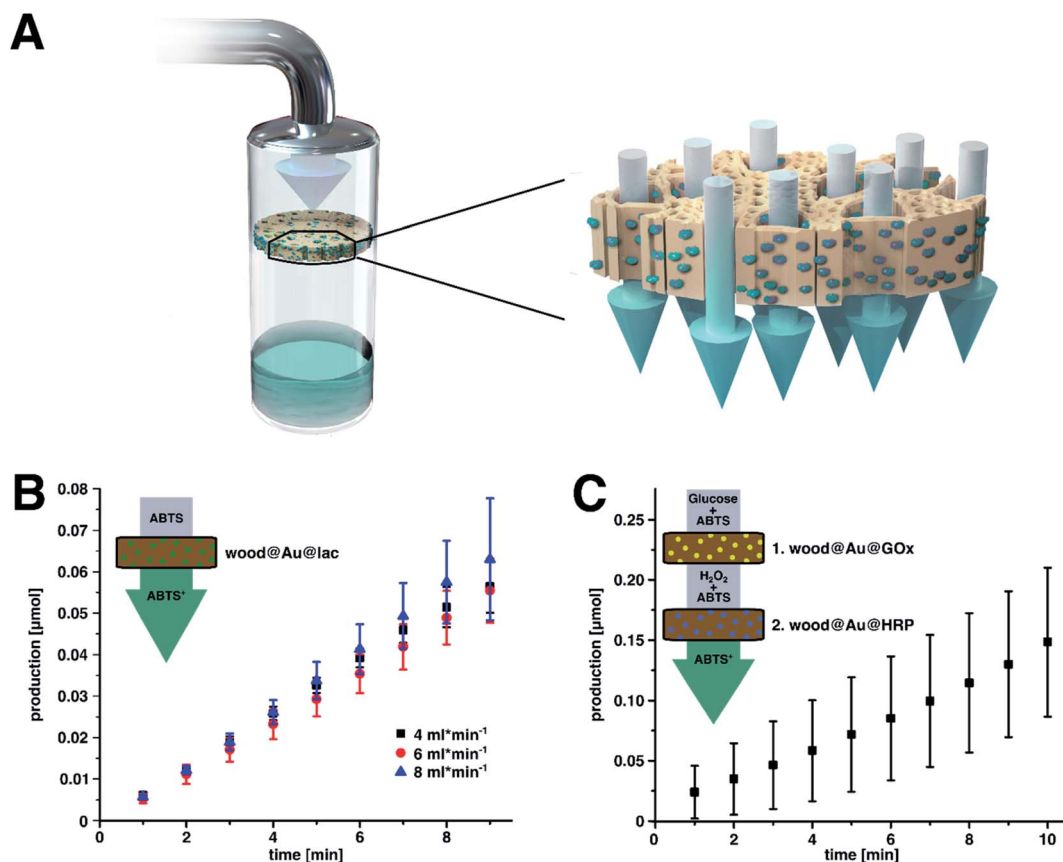 A
B
0.08
0.07
0.06
0.05
0.04
0.03
0.02
0.01
0
production [µmol]
0
2
4
6
8
time [min]
ABTS
wood@Au@lac
ABTS⁺
4 ml*min⁻¹
6 ml*min⁻¹
8 ml*min⁻¹
C
0.25
0.20
0.15
0.10
0.05
0
production [µmol]
0
2
4
6
8
10
time [min]
Glucose
+
ABTS
1. wood@Au@GOx
H₂O₂
+
ABTS
2. wood@Au@HRP
ABTS⁺